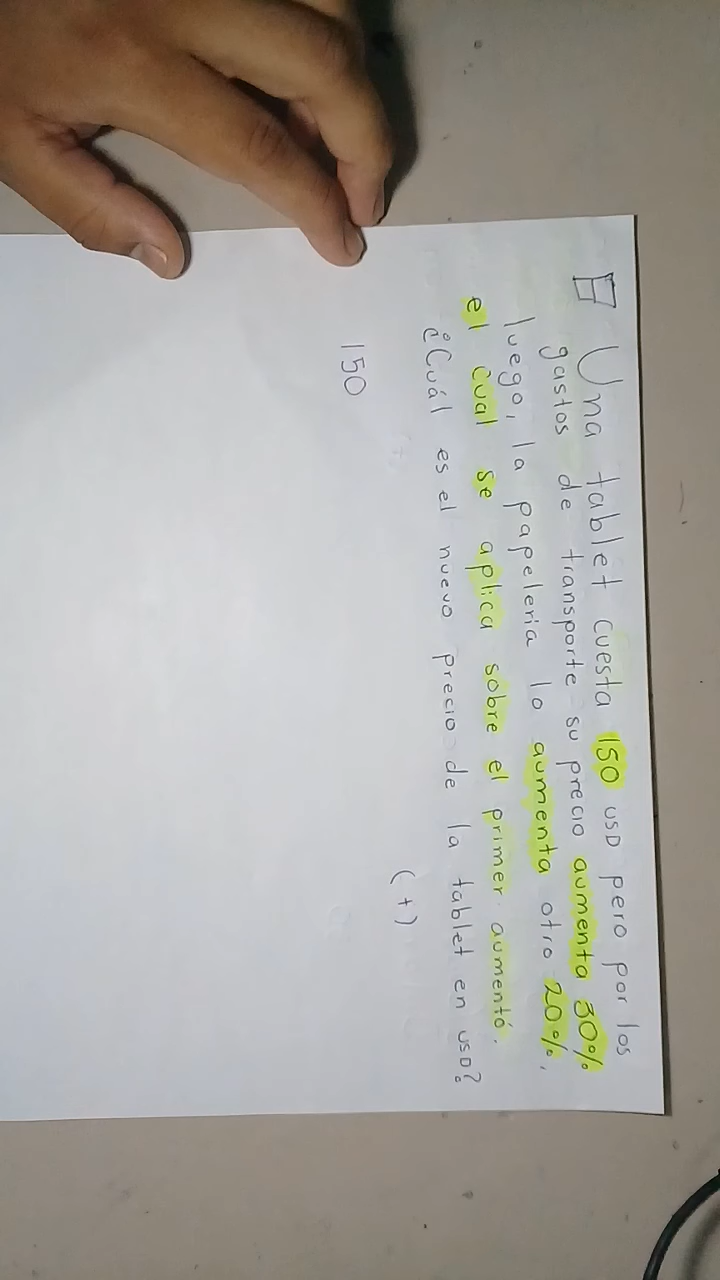 Una tablet cuesta 150 USD pero por los
gastos de transporte su precio aumenta 30%.
luego, la papeleria lo aumenta otro 20%,
el cual se aplica sobre el primer aumentó.
¿Cuál es el nuevo precio de la tablet en USD?
(+)
150